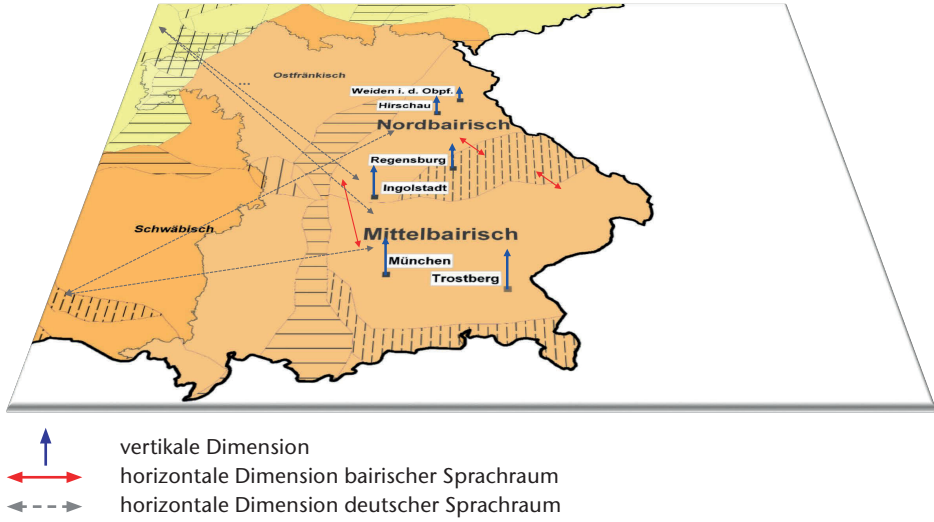 Ostfränkisch
...
Weiden i. d. Obpf.
Hirschau
Nordbairisch
Regensburg
Ingolstadt
Schwäbisch
Mittelbairisch
München
Trostberg
vertikale Dimension
horizontale Dimension bairischer Sprachraum
horizontale Dimension deutscher Sprachraum